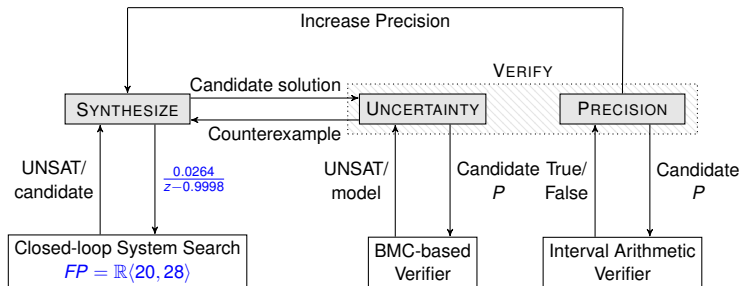 Increase Precision
VERIFY
Candidate solution
SYNTHESIZE
UNCERTAINTY
PRECISION
Counterexample
UNSAT/
candidate
0.0264
z−0.9998
UNSAT/
model
Candidate
P
True/
False
Candidate
P
Closed-loop System Search
FP = ℝ⟨20, 28⟩
BMC-based
Verifier
Interval Arithmetic
Verifier